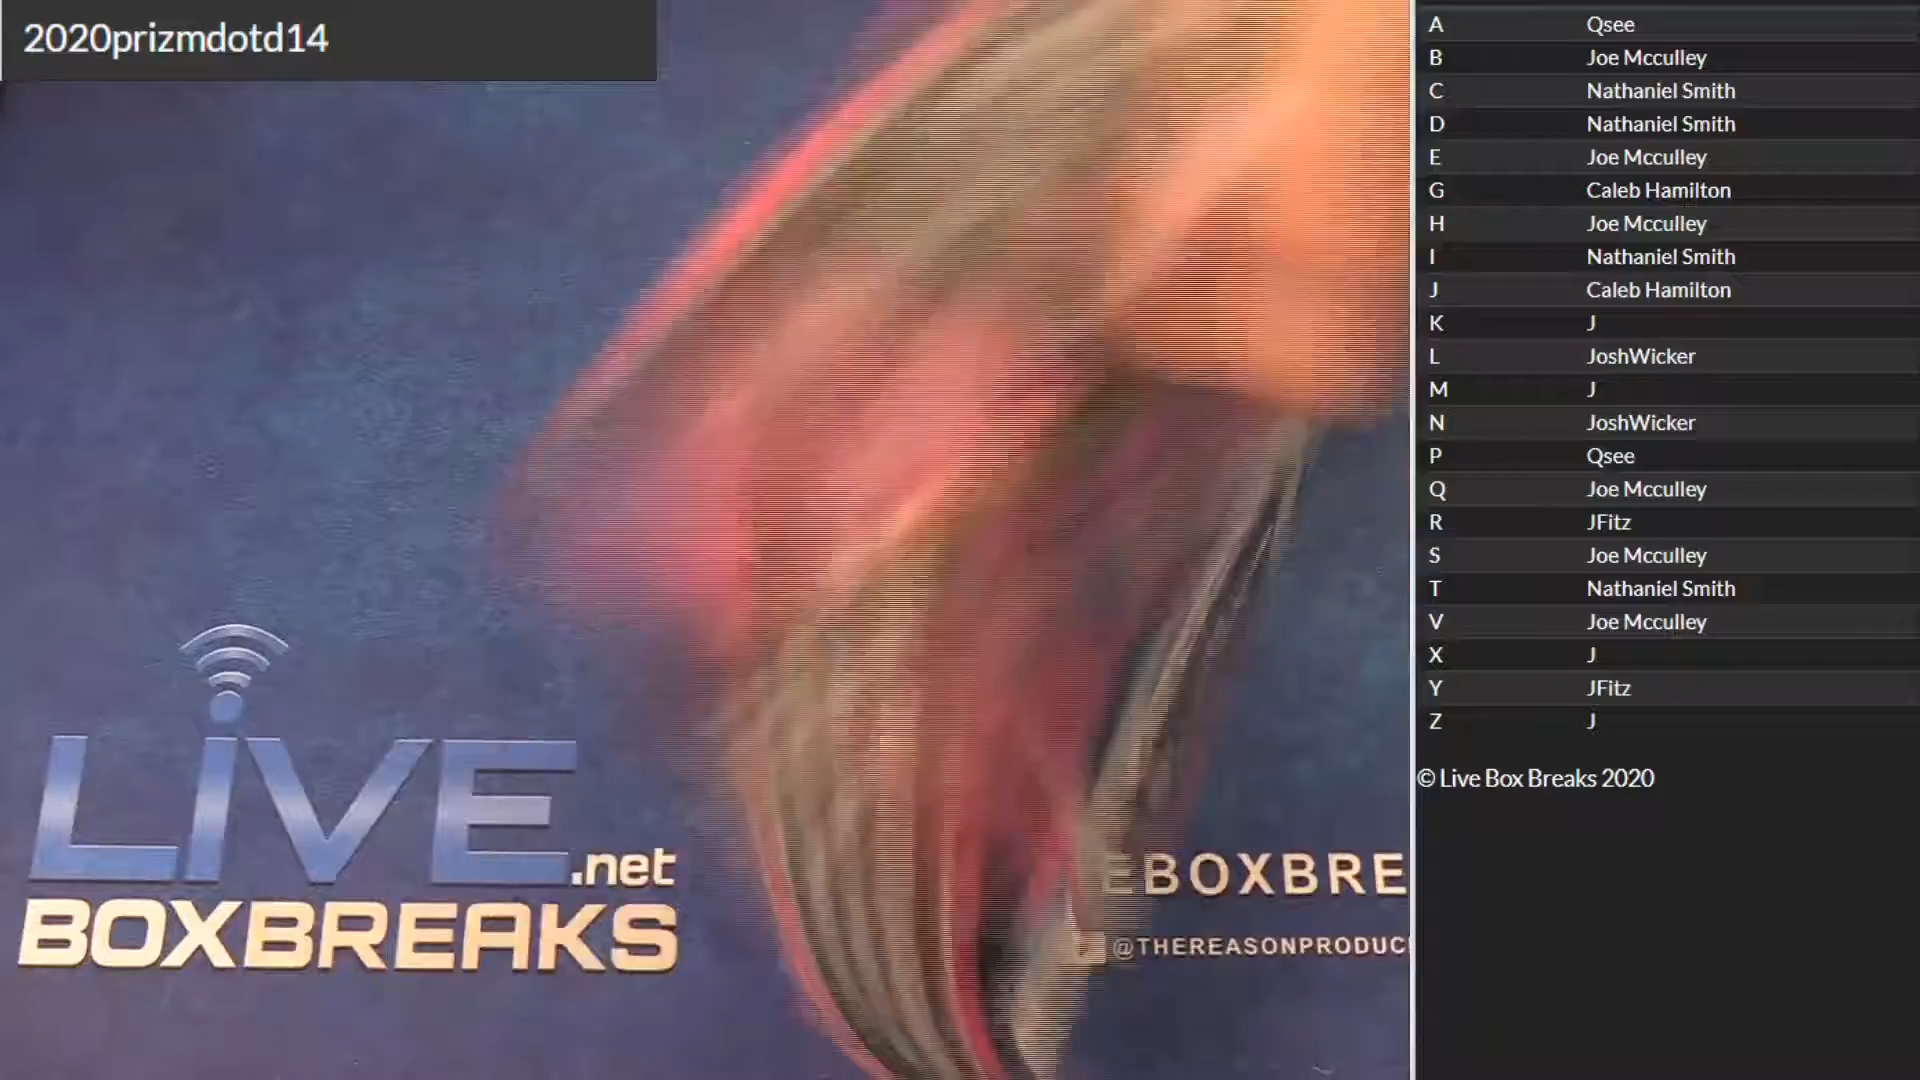 2020prizmdotd14
A Qsee
B Joe Mcculley
C Nathaniel Smith
D Nathaniel Smith
E Joe Mcculley
G Caleb Hamilton
H Joe Mcculley
I Nathaniel Smith
J Caleb Hamilton
K J
L JoshWicker
M J
N JoshWicker
P Qsee
Q Joe Mcculley
R JFitz
S Joe Mcculley
T Nathaniel Smith
V Joe Mcculley
X J
Y JFitz
Z J
© Live Box Breaks 2020
LIVE.net
BOXBREAKS
EBOXBRE
@THEREASONPRODUC